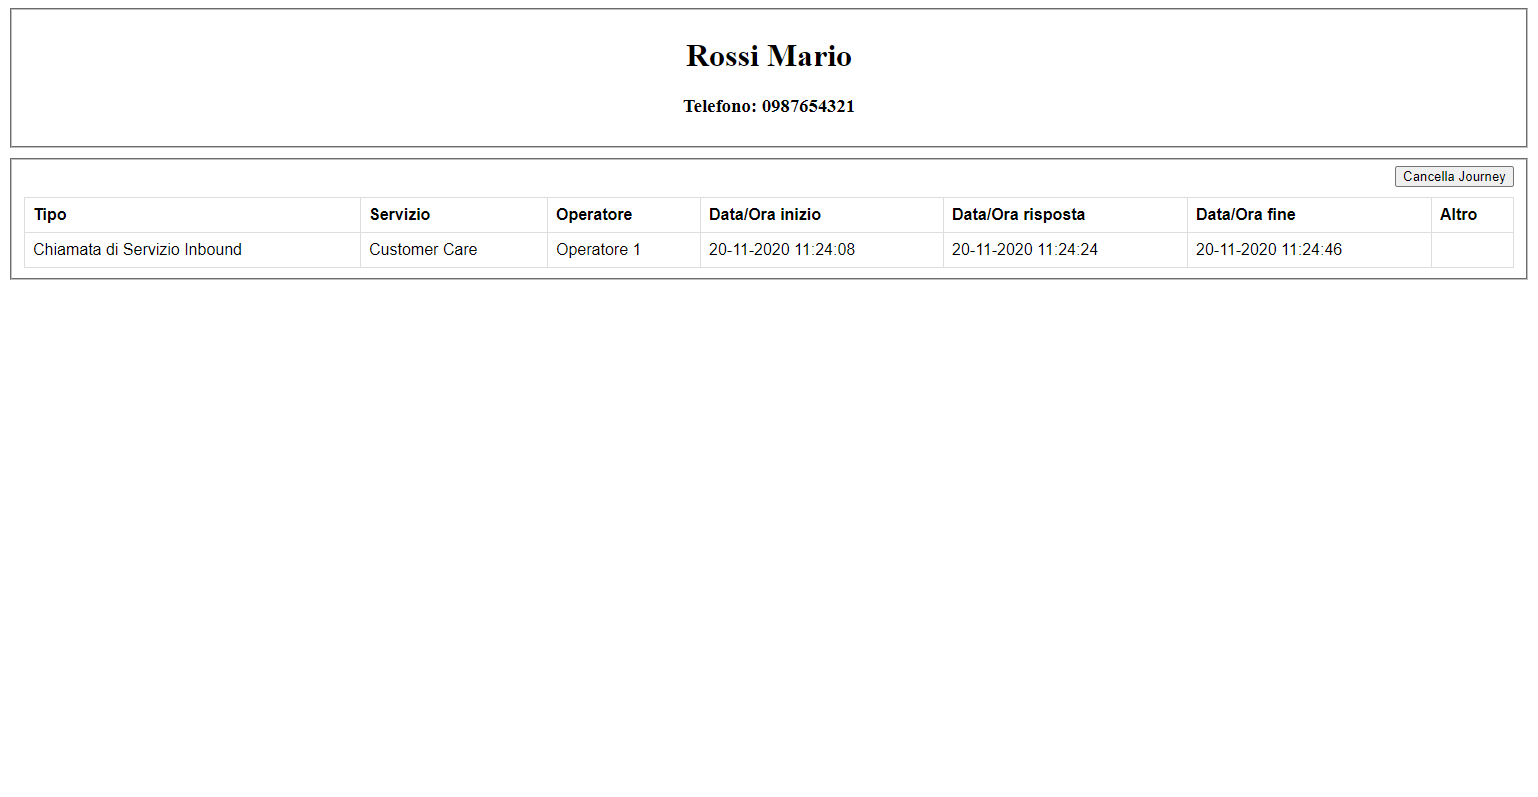 Rossi Mario
Telefono: 0987654321
Cancella Journey
Tipo Servizio Operatore Data/Ora inizio Data/Ora risposta Data/Ora fine Altro
Chiamata di Servizio Inbound Customer Care Operatore 1 20-11-2020 11:24:08 20-11-2020 11:24:24 20-11-2020 11:24:46